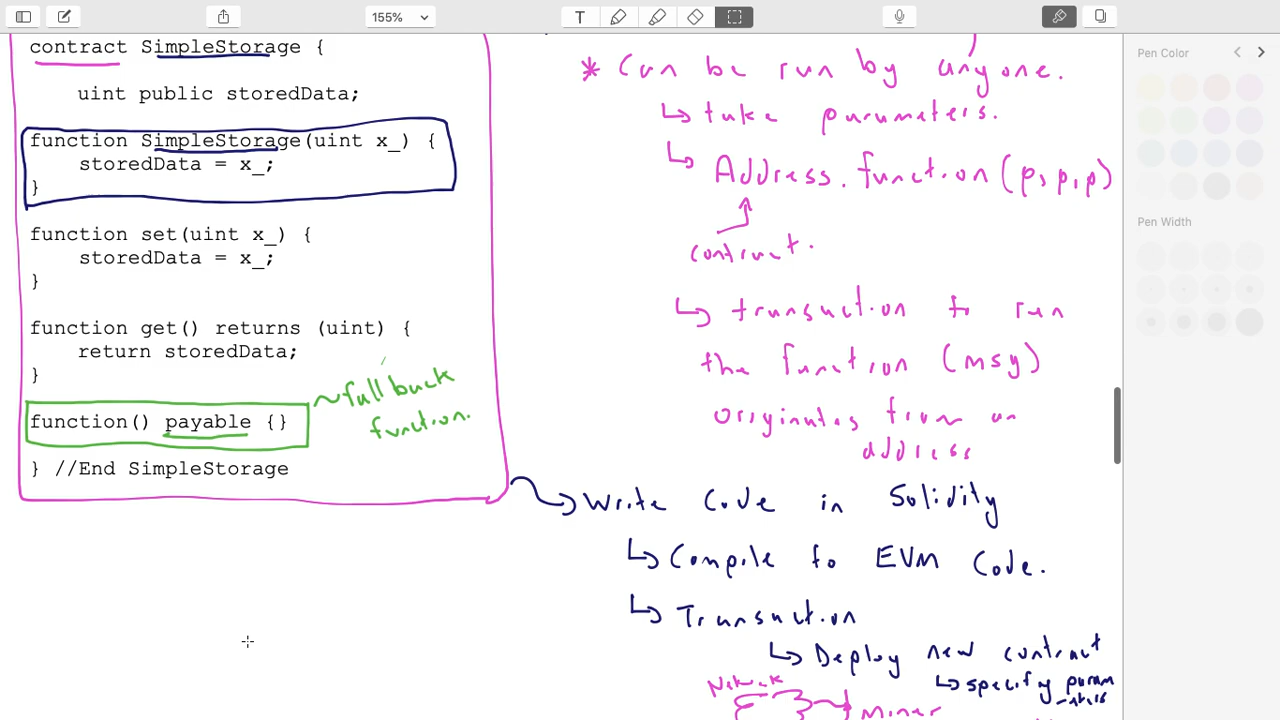 155%
T
Pen Color
Pen Width
contract SimpleStorage {
uint public storedData;
function SimpleStorage(uint x_) {
storedData = x_;
}
function set(uint x_) {
storedData = x_;
}
function get() returns (uint) {
return storedData;
}
function() payable {}
} //End SimpleStorage
~fallback
function.
* Can be run by anyone.
↳ take parameters.
↳ Address.function(p,p,p)
contract.
↳ transaction to run
the function (msg)
originates from an
address
Write Code in Solidity
↳ Compile to EVM Code.
↳ Transaction
↳ Deploy new contract
↳ specify param
-eters
Network
Miner